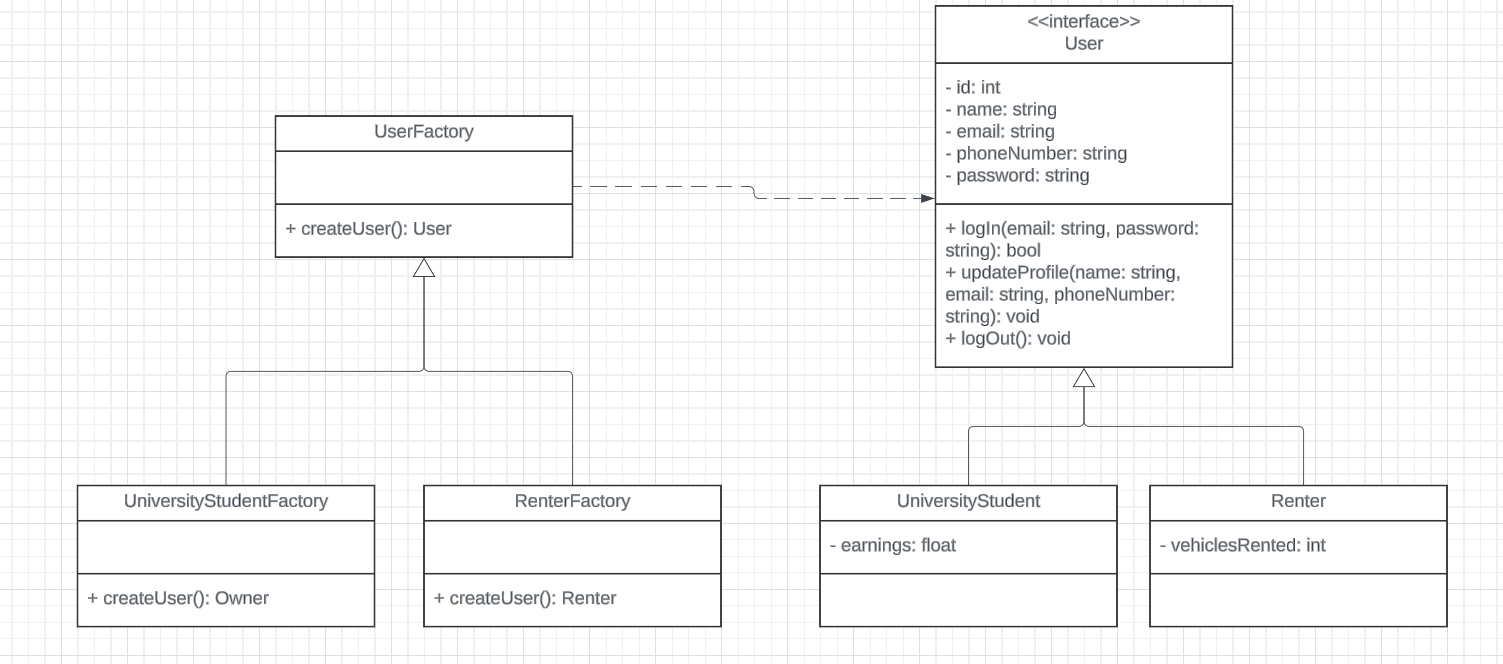 <<interface>>
User
- id: int
- name: string
- email: string
- phoneNumber: string
- password: string
+ logIn(email: string, password:
string): bool
+ updateProfile(name: string,
email: string, phoneNumber:
string): void
+ logOut(): void
UserFactory
+ createUser(): User
UniversityStudentFactory
+ createUser(): Owner
RenterFactory
+ createUser(): Renter
UniversityStudent
- earnings: float
Renter
- vehiclesRented: int